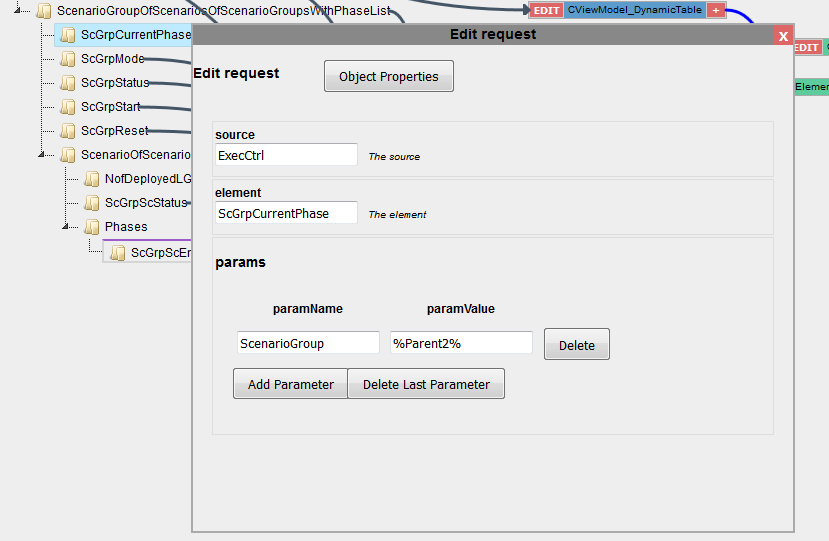 ScenarioGroupOfScenariosOfScenarioGroupsWithPhaseList
EDIT CViewModel_DynamicTable +
ScGrpCurrentPhase
ScGrpMode
ScGrpStatus
ScGrpStart
ScGrpReset
ScenarioOfScenario
NofDeployedLG
ScGrpScStatus
Phases
ScGrpScEr
EDIT
Elemen
Edit request
x
Edit request
Object Properties
source
ExecCtrl The source
element
ScGrpCurrentPhase The element
params
paramName paramValue
ScenarioGroup %Parent2% Delete
Add Parameter Delete Last Parameter